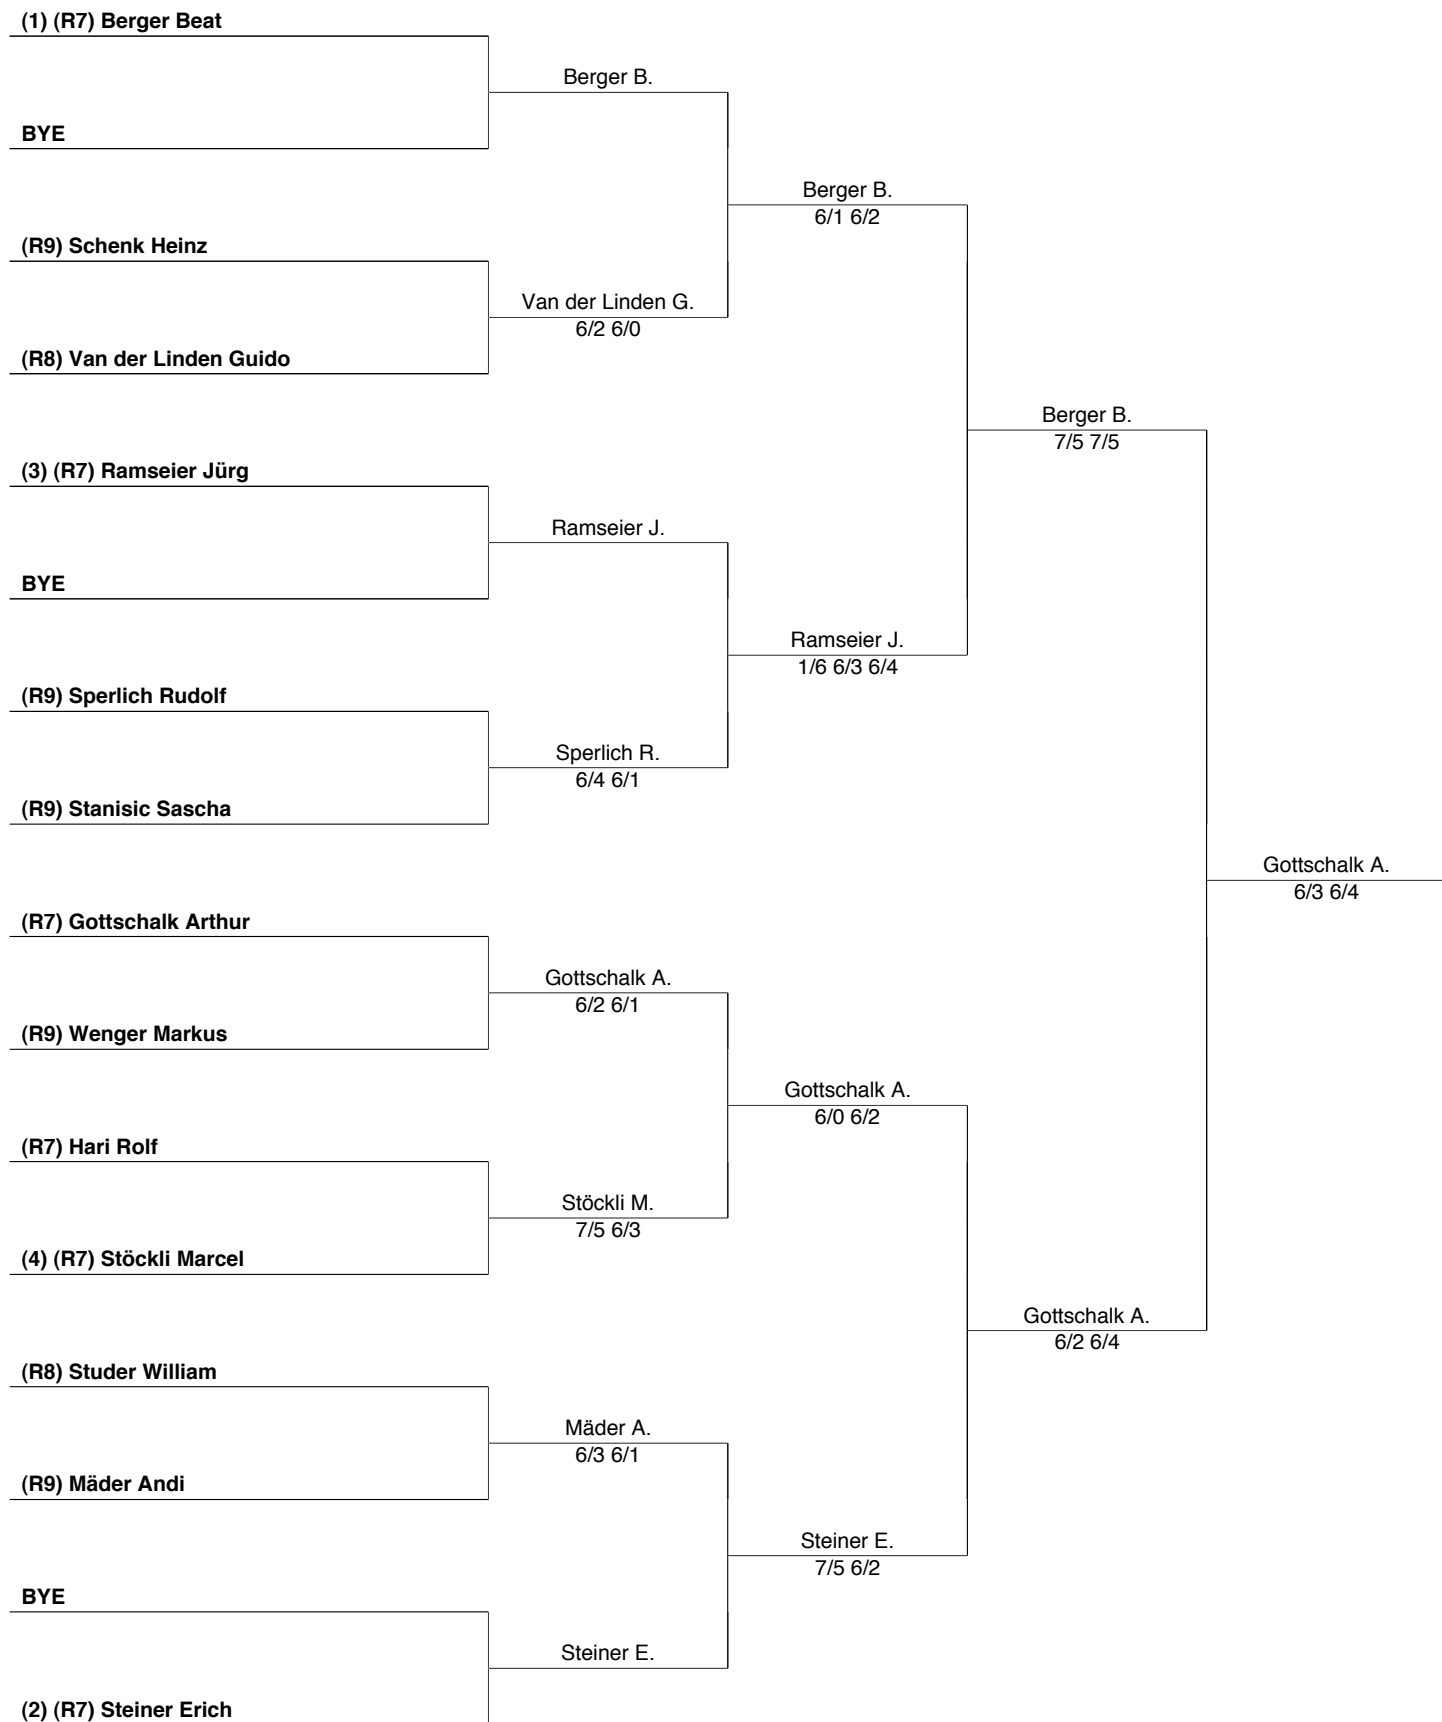 (1) (R7) Berger Beat
Berger B.
BYE
Berger B.
6/1 6/2
(R9) Schenk Heinz
Van der Linden G.
6/2 6/0
(R8) Van der Linden Guido
Berger B.
7/5 7/5
(3) (R7) Ramseier Jürg
Ramseier J.
BYE
Ramseier J.
1/6 6/3 6/4
(R9) Sperlich Rudolf
Sperlich R.
6/4 6/1
(R9) Stanisic Sascha
Gottschalk A.
6/3 6/4
(R7) Gottschalk Arthur
Gottschalk A.
6/2 6/1
(R9) Wenger Markus
Gottschalk A.
6/0 6/2
(R7) Hari Rolf
Stöckli M.
7/5 6/3
(4) (R7) Stöckli Marcel
Gottschalk A.
6/2 6/4
(R8) Studer William
Mäder A.
6/3 6/1
(R9) Mäder Andi
Steiner E.
7/5 6/2
BYE
Steiner E.
(2) (R7) Steiner Erich